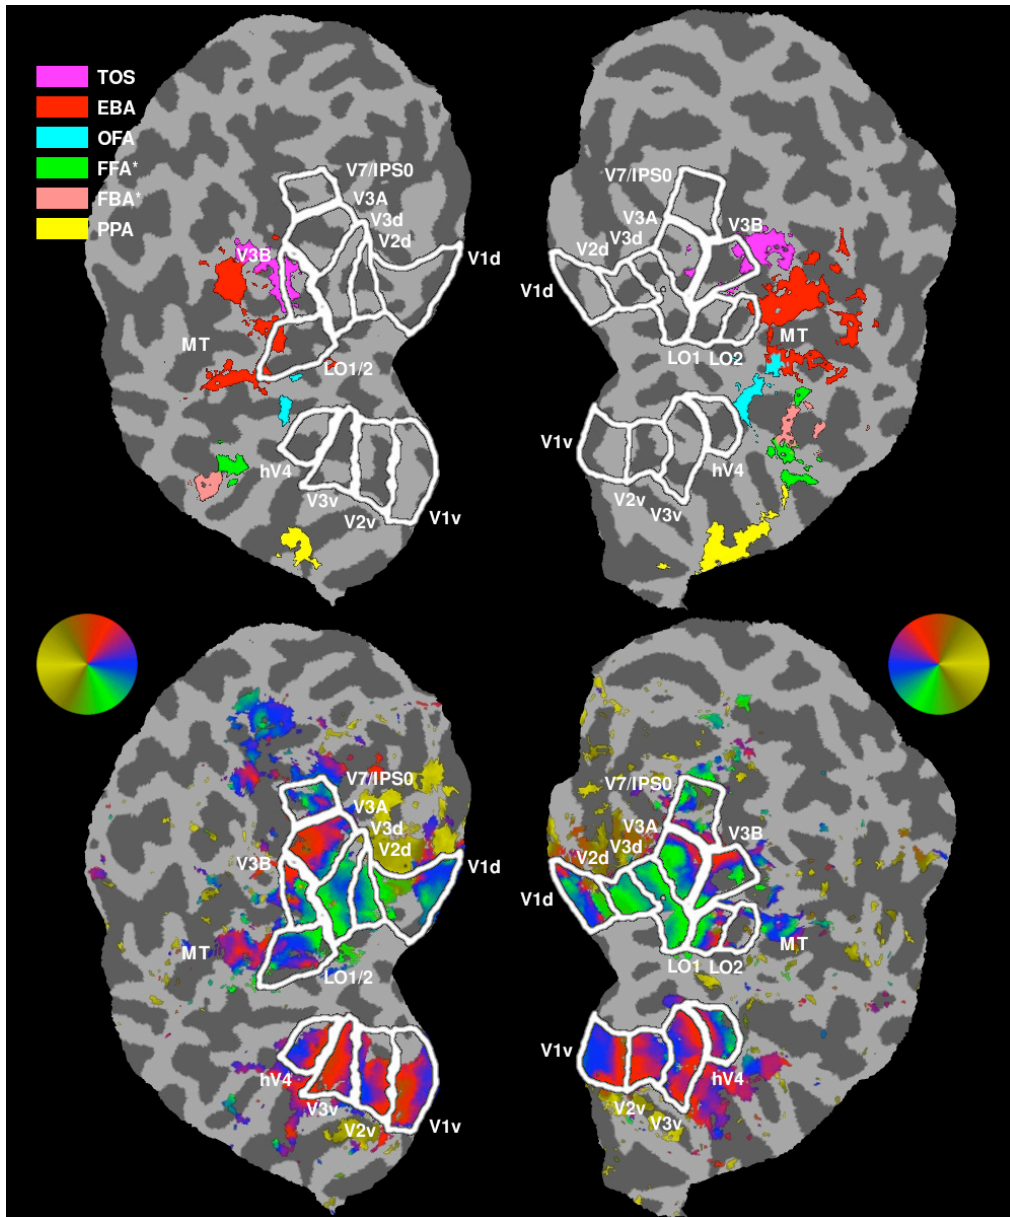 TOS
EBA
OFA
FFA*
FBA*
PPA
V7/IPS0
V3A
V3d
V2d
V3B
V1d
MT
LO1/2
hV4
V3v
V2v
V1v
V7/IPS0
V3A
V3B
V3d
V2d
V1d
MT
LO1 LO2
V1v
hV4
V2v
V3v
V7/IPS0
V3A
V3d
V2d
V3B
V1d
MT
LO1/2
hV4
V3v
V2v
V1v
V7/IPS0
V3A
V3B
V3d
V2d
V1d
MT
LO1 LO2
V1v
hV4
V2v
V3v